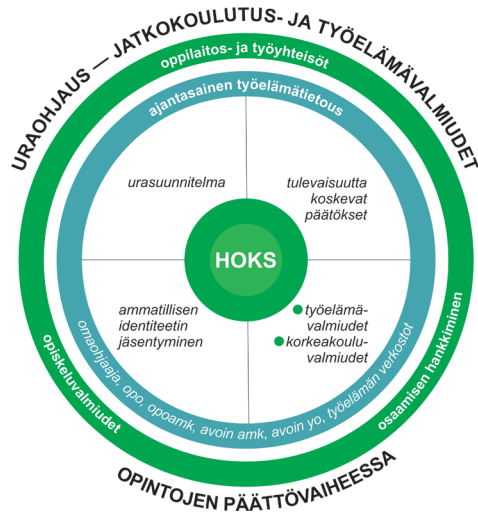 URAOHJAUS — JATKOKOULUTUS- JA TYÖELÄMÄVALMIUDET
oppilaitos- ja työyhteisöt
ajantasainen työelämätietous
urasuunnitelma
tulevaisuutta
koskevat
päätökset
HOKS
ammatillisen
identiteetin
jäsentyminen
työelämä-
valmiudet
korkeakoulu-
valmiudet
opiskeluvalmiudet
omaohjaaja, opo, opoamk, avoin amk, avoin yo, työelämän verkostot
osaamisen hankkiminen
OPINTOJEN PÄÄTTÖVAIHEESSA